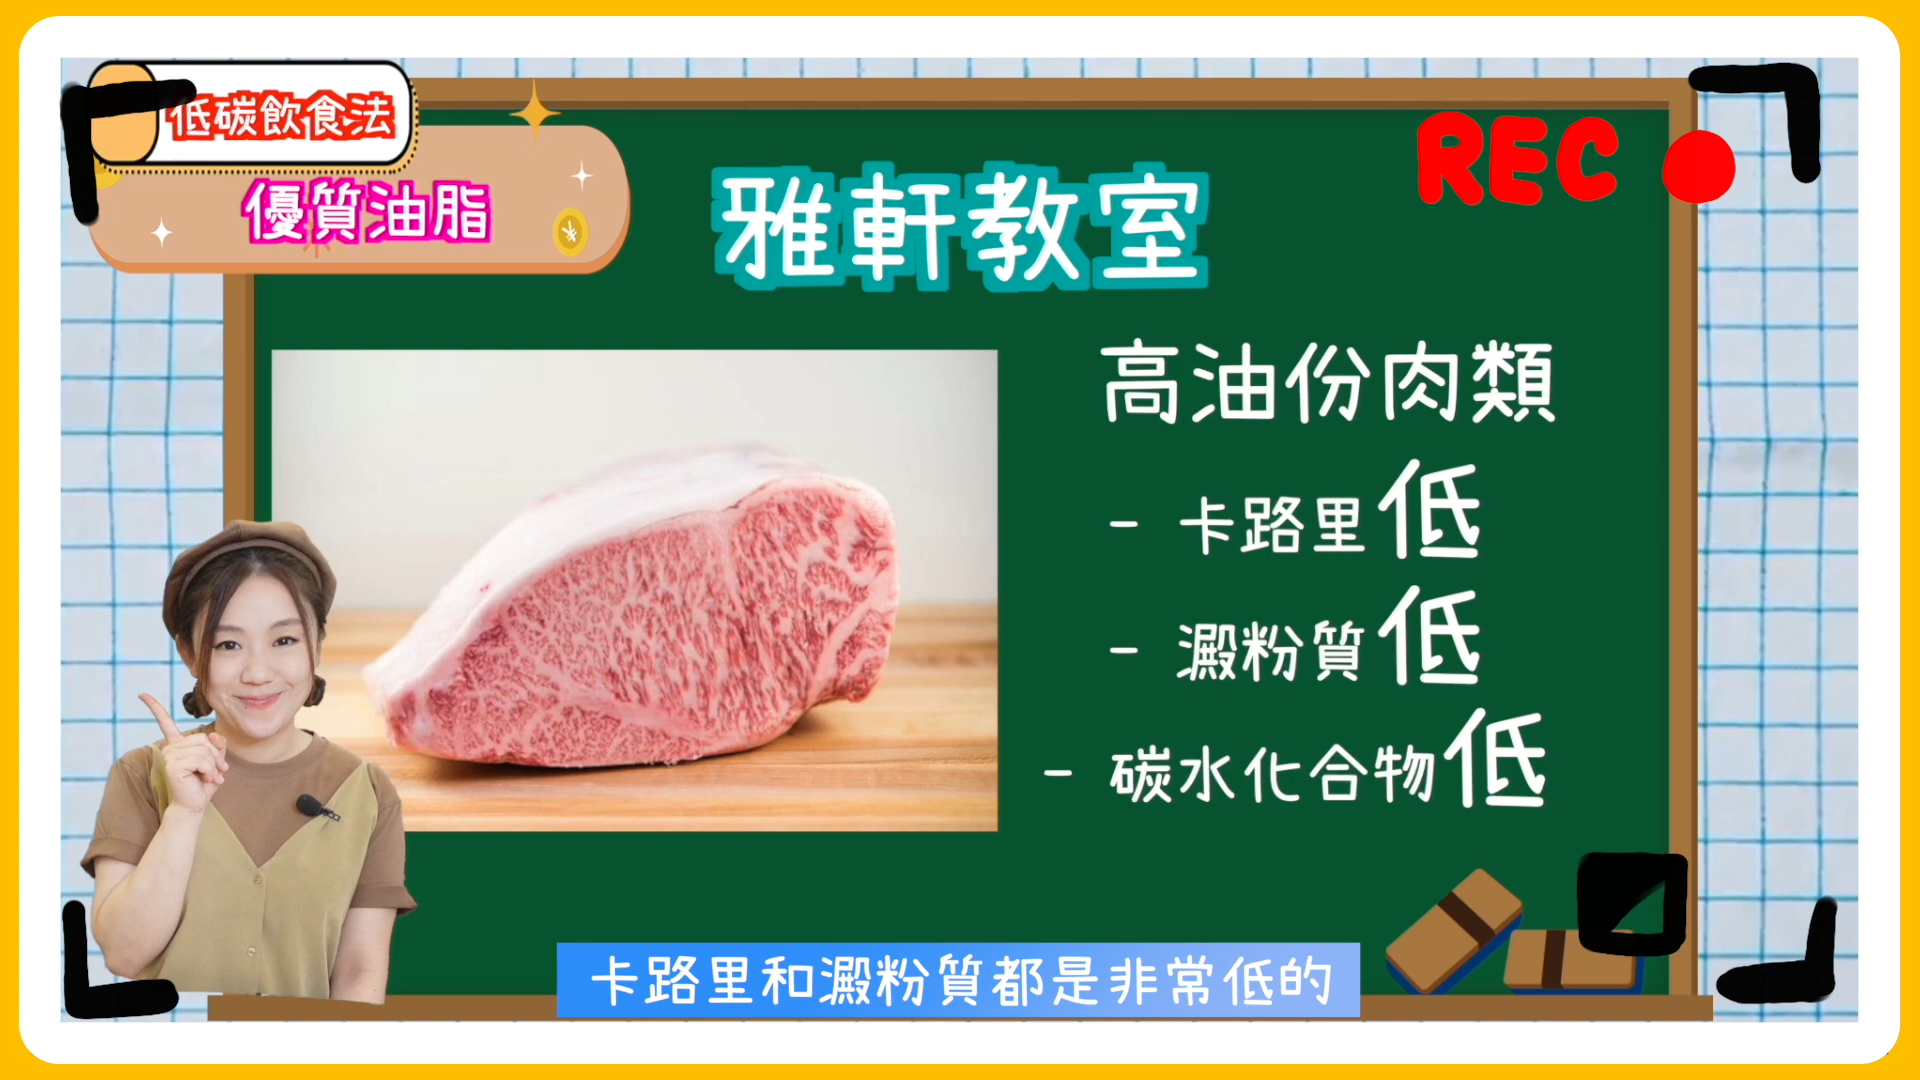 低碳飲食法
優質油脂
雅軒教室
REC
高油份肉類
- 卡路里低
- 澱粉質低
- 碳水化合物低
卡路里和澱粉質都是非常低的